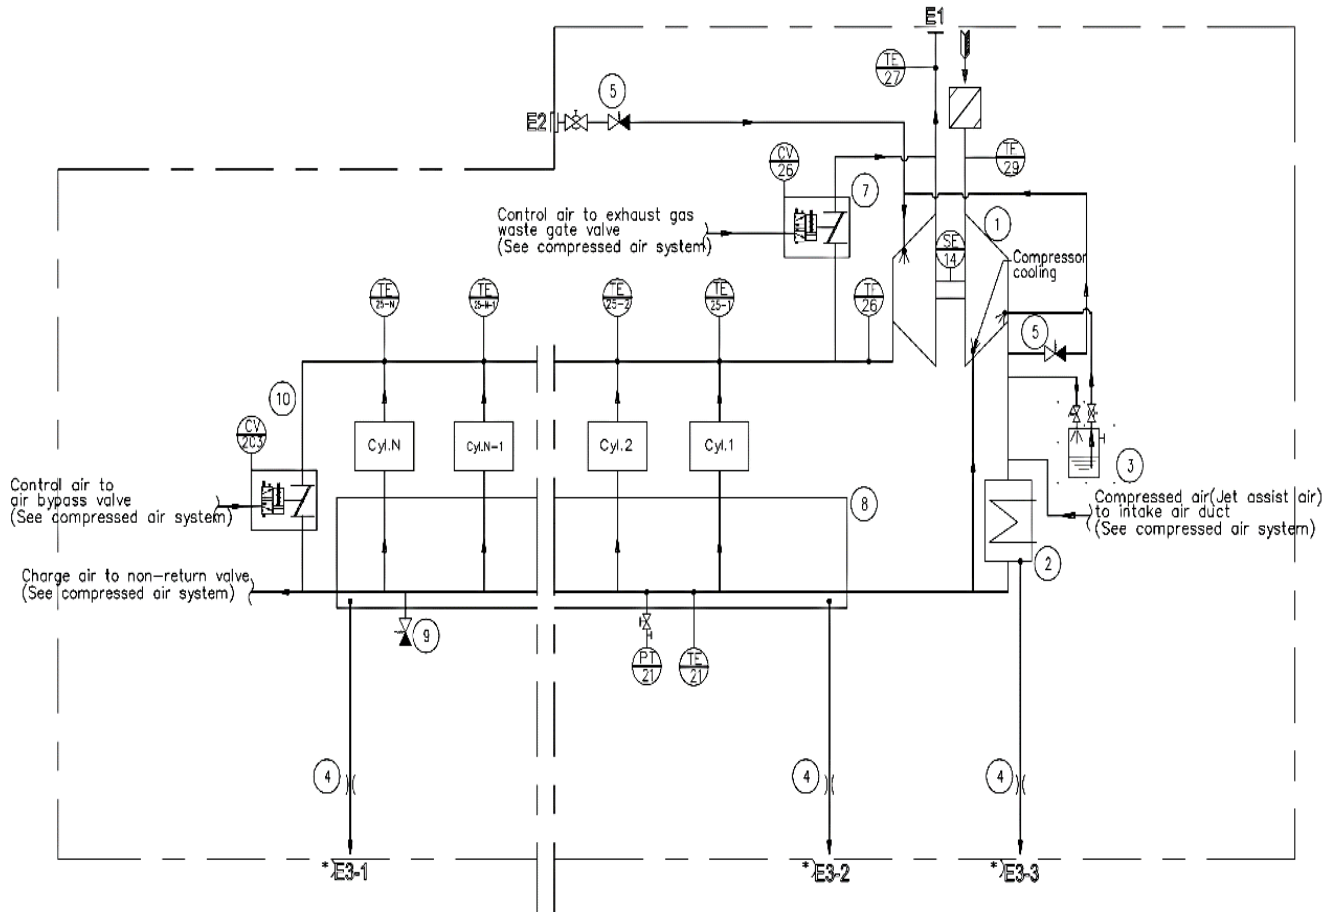 E1
TE
27
5
E2
CV
26
TE
29
7
Control air to exhaust gas
waste gate valve
(See compressed air system)
1
SE
14
Compressor
cooling
TE
25-N
TE
25-N-1
TE
25-2
TE
25-1
TE
26
5
10
CV
203
Cyl.N
Cyl.N-1
Cyl.2
Cyl.1
3
Control air to
air bypass valve
(See compressed air system)
8
Compressed air(Jet assist air)
to intake air duct
(See compressed air system)
2
Charge air to non-return valve
(See compressed air system)
9
PT
21
TE
21
4
4
4
*)E3-1
*)E3-2
*)E3-3